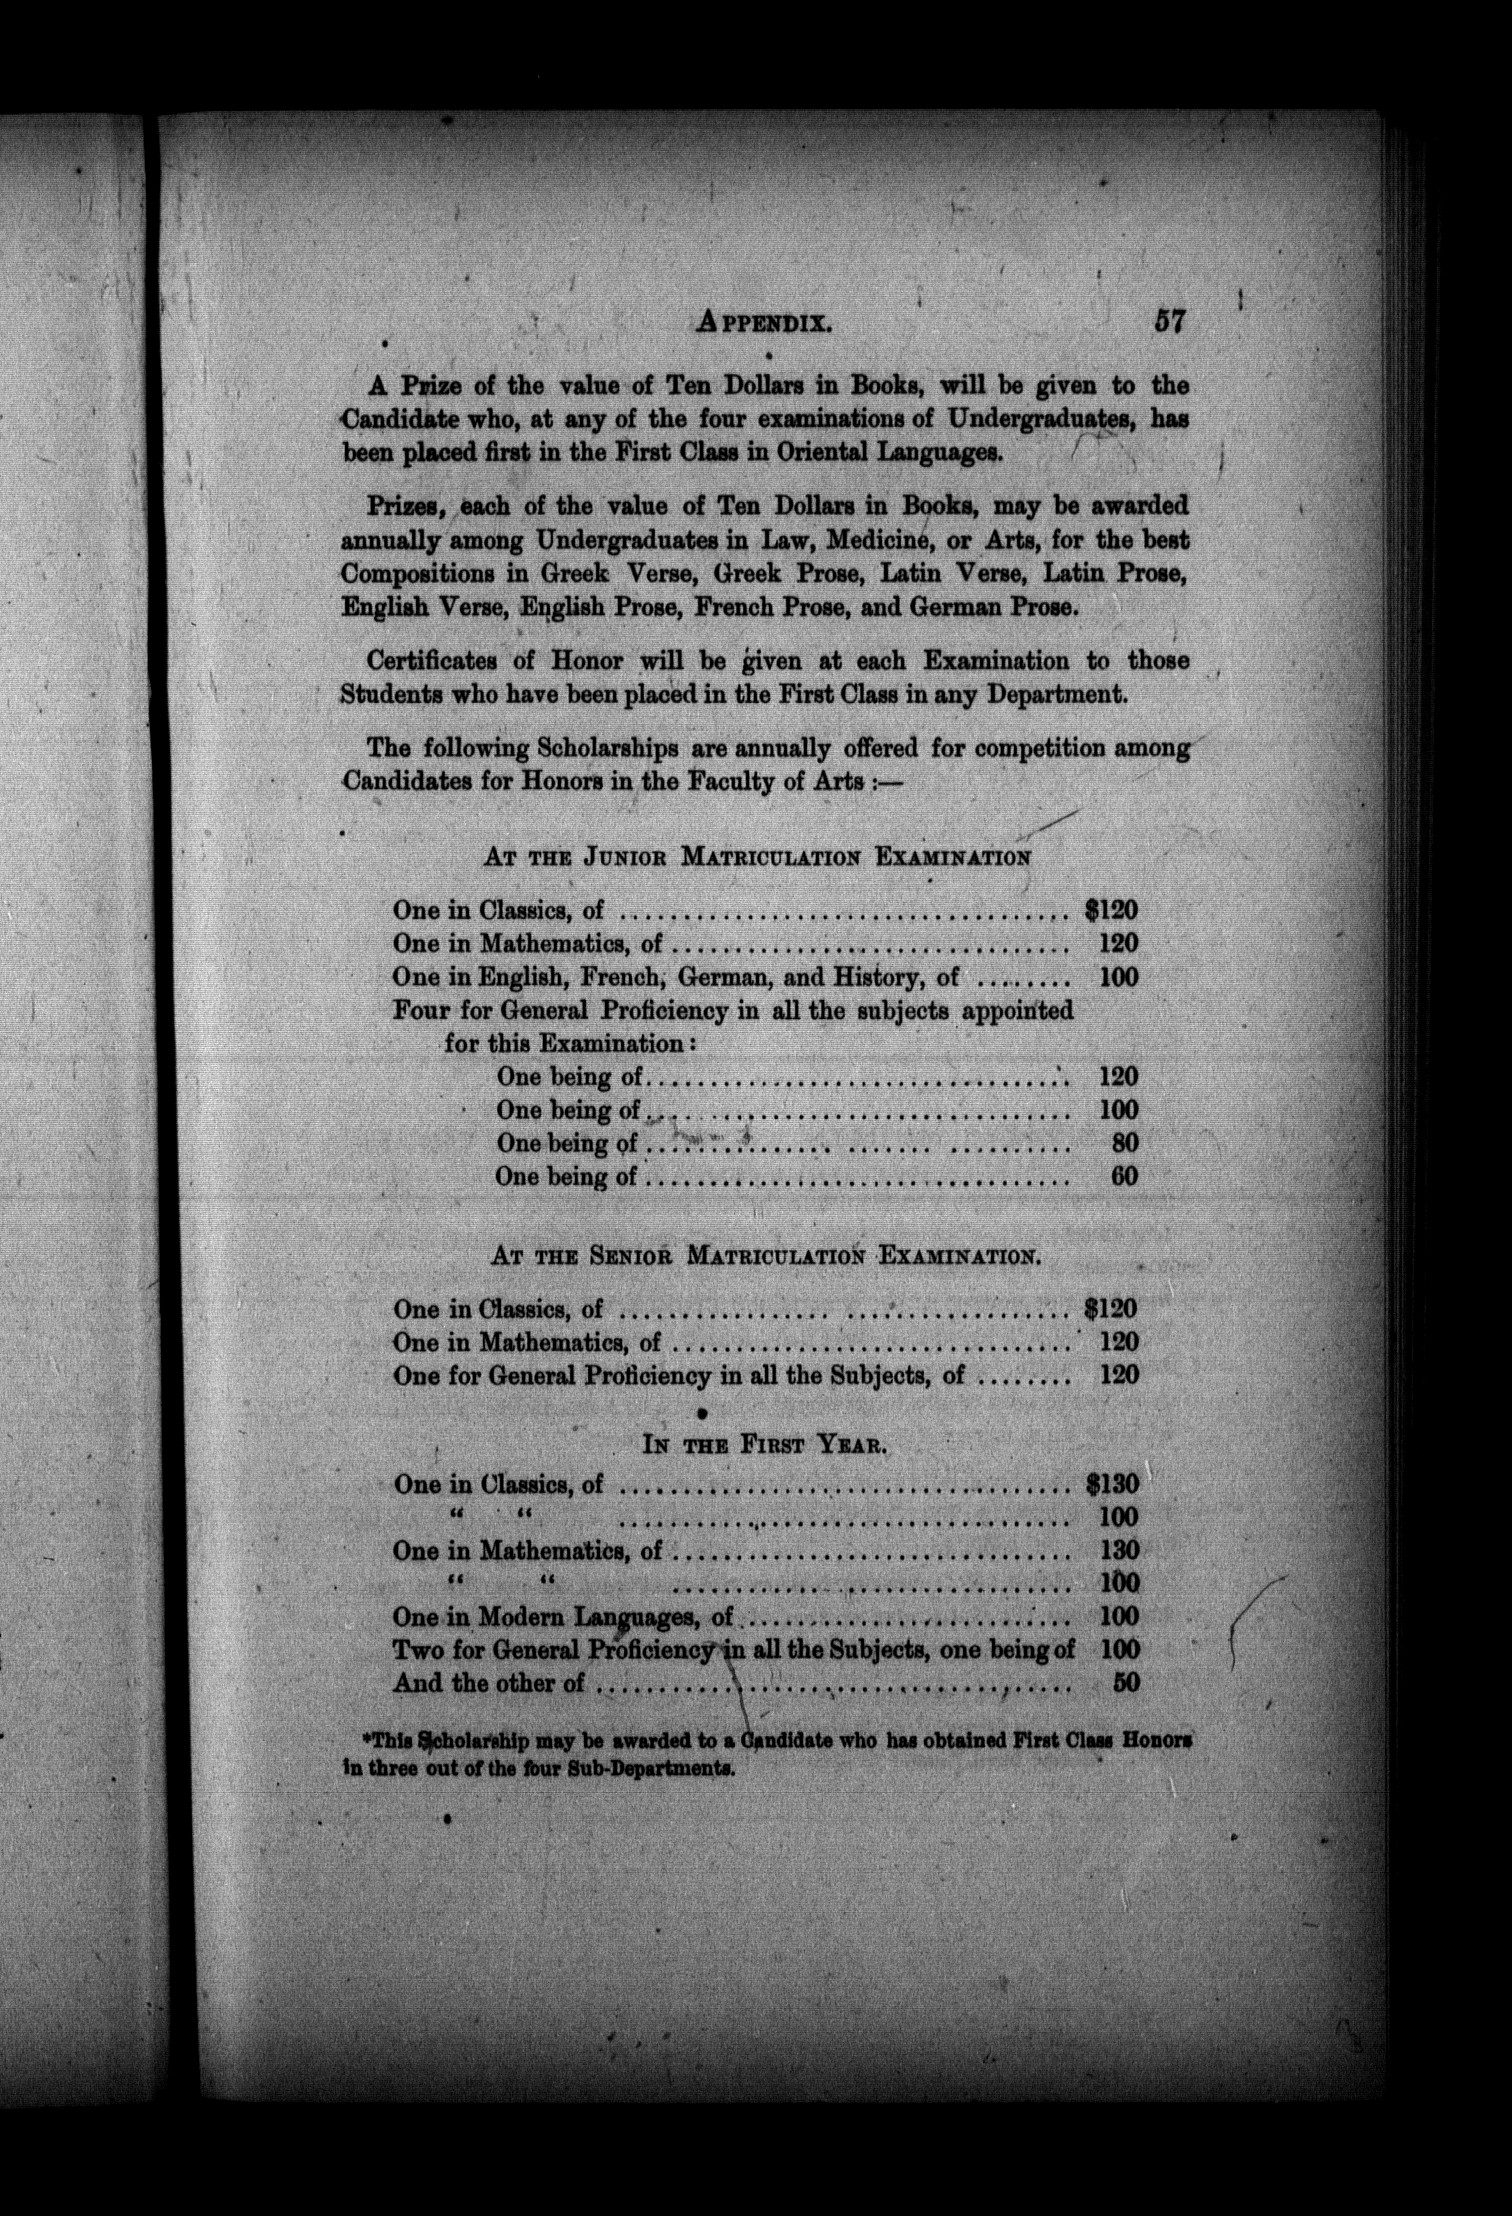 APPENDIX. 57
A Prize of the value of Ten Dollars in Books, will be given to the
Candidate who, at any of the four examinations of Undergraduates, has
been placed first in the First Class in Oriental Languages.
Prizes, each of the value of Ten Dollars in Books, may be awarded
annually among Undergraduates in Law, Medicine, or Arts, for the best
Compositions in Greek Verse, Greek Prose, Latin Verse, Latin Prose,
English Verse, English Prose, French Prose, and German Prose.
Certificates of Honor will be given at each Examination to those
Students who have been placed in the First Class in any Department.
The following Scholarships are annually offered for competition among
Candidates for Honors in the Faculty of Arts :—
AT THE JUNIOR MATRICULATION EXAMINATION
One in Classics, of .................................... $120
One in Mathematics, of ................................ 120
One in English, French, German, and History, of ........ 100
Four for General Proficiency in all the subjects appointed
for this Examination :
One being of.................................. 120
One being of.................................. 100
One being of.................................. 80
One being of.................................. 60
AT THE SENIOR MATRICULATION EXAMINATION.
One in Classics, of .................................... $120
One in Mathematics, of ................................ 120
One for General Proficiency in all the Subjects, of ........ 120
IN THE FIRST YEAR.
One in Classics, of .................................... $130
“ “ .................................... 100
One in Mathematics, of ................................ 130
“ “ ................................ 100
One in Modern Languages, of .......................... 100
Two for General Proficiency in all the Subjects, one being of 100
And the other of ...................................... 50
*This Scholarship may be awarded to a Candidate who has obtained First Class Honors
in three out of the four Sub-Departments.